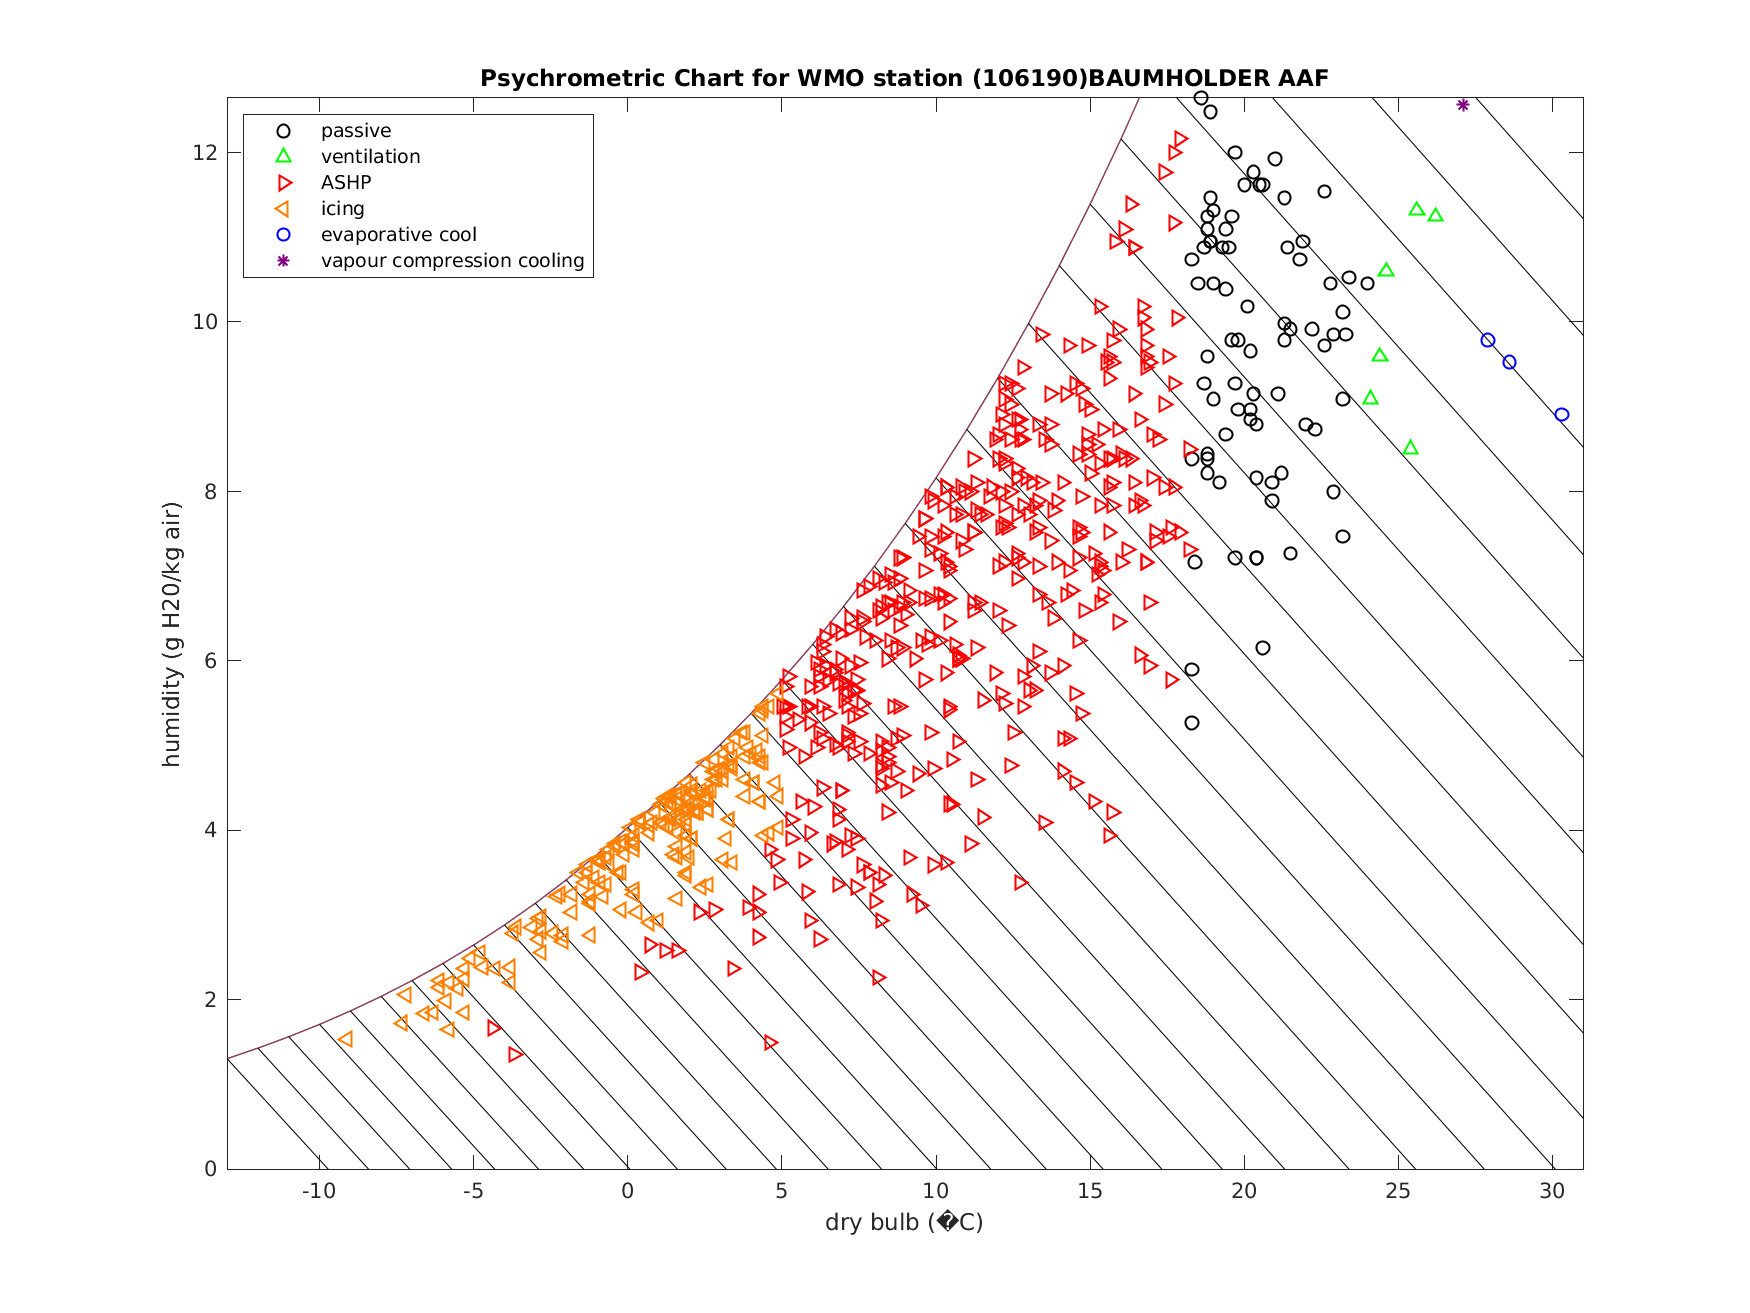 Psychrometric Chart for WMO station (106190)BAUMHOLDER AAF
passive
ventilation
ASHP
icing
evaporative cool
vapour compression cooling
humidity (g H20/kg air)
12
10
8
6
4
2
0
-10 -5 0 5 10 15 20 25 30
dry bulb (�C)